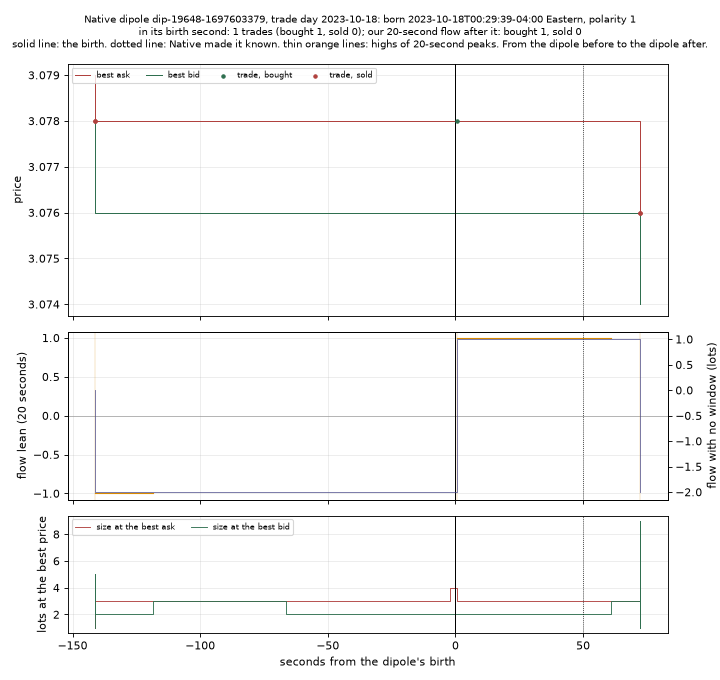 Native dipole dip-19648-1697603379, trade day 2023-10-18: born 2023-10-18T00:29:39-04:00 Eastern, polarity 1
in its birth second: 1 trades (bought 1, sold 0); our 20-second flow after it: bought 1, sold 0
solid line: the birth. dotted line: Native made it known. thin orange lines: highs of 20-second peaks. From the dipole before to the dipole after.
best ask
best bid
trade, bought
trade, sold
3.079
3.078
3.077
3.076
3.075
3.074
price
1.0
0.5
0.0
−0.5
−1.0
flow lean (20 seconds)
1.0
0.5
0.0
−0.5
−1.0
−1.5
−2.0
flow with no window (lots)
size at the best ask
size at the best bid
8
6
4
2
lots at the best price
−150
−100
−50
0
50
seconds from the dipole's birth